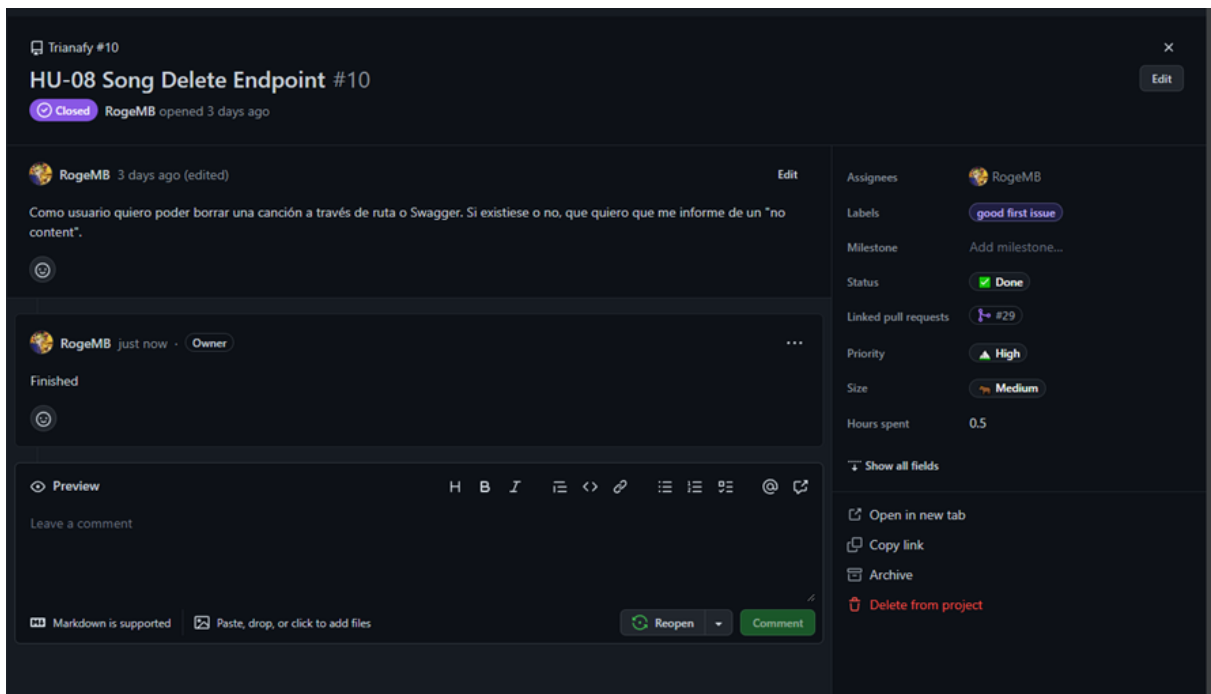 Trianafy #10
HU-08 Song Delete Endpoint #10
Edit
Closed RogeMB opened 3 days ago
RogeMB 3 days ago (edited)
Edit
Como usuario quiero poder borrar una canción a través de ruta o Swagger. Si existiese o no, que quiero que me informe de un "no
content".
RogeMB just now · Owner
Finished
Preview
H B I
Leave a comment
Markdown is supported
Paste, drop, or click to add files
Reopen
Comment
Assignees RogeMB
Labels good first issue
Milestone Add milestone...
Status Done
Linked pull requests #29
Priority High
Size Medium
Hours spent 0.5
Show all fields
Open in new tab
Copy link
Archive
Delete from project